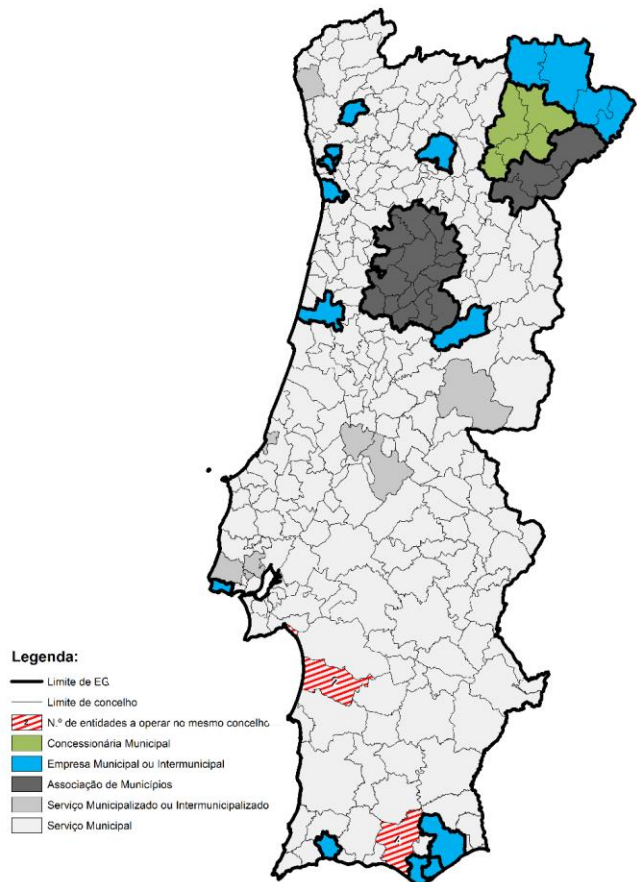 Legenda:
Limite de EG
Limite de concelho
N.º de entidades a operar no mesmo concelho
Concessionária Municipal
Empresa Municipal ou Intermunicipal
Associação de Municípios
Serviço Municipalizado ou Intermunicipalizado
Serviço Municipal